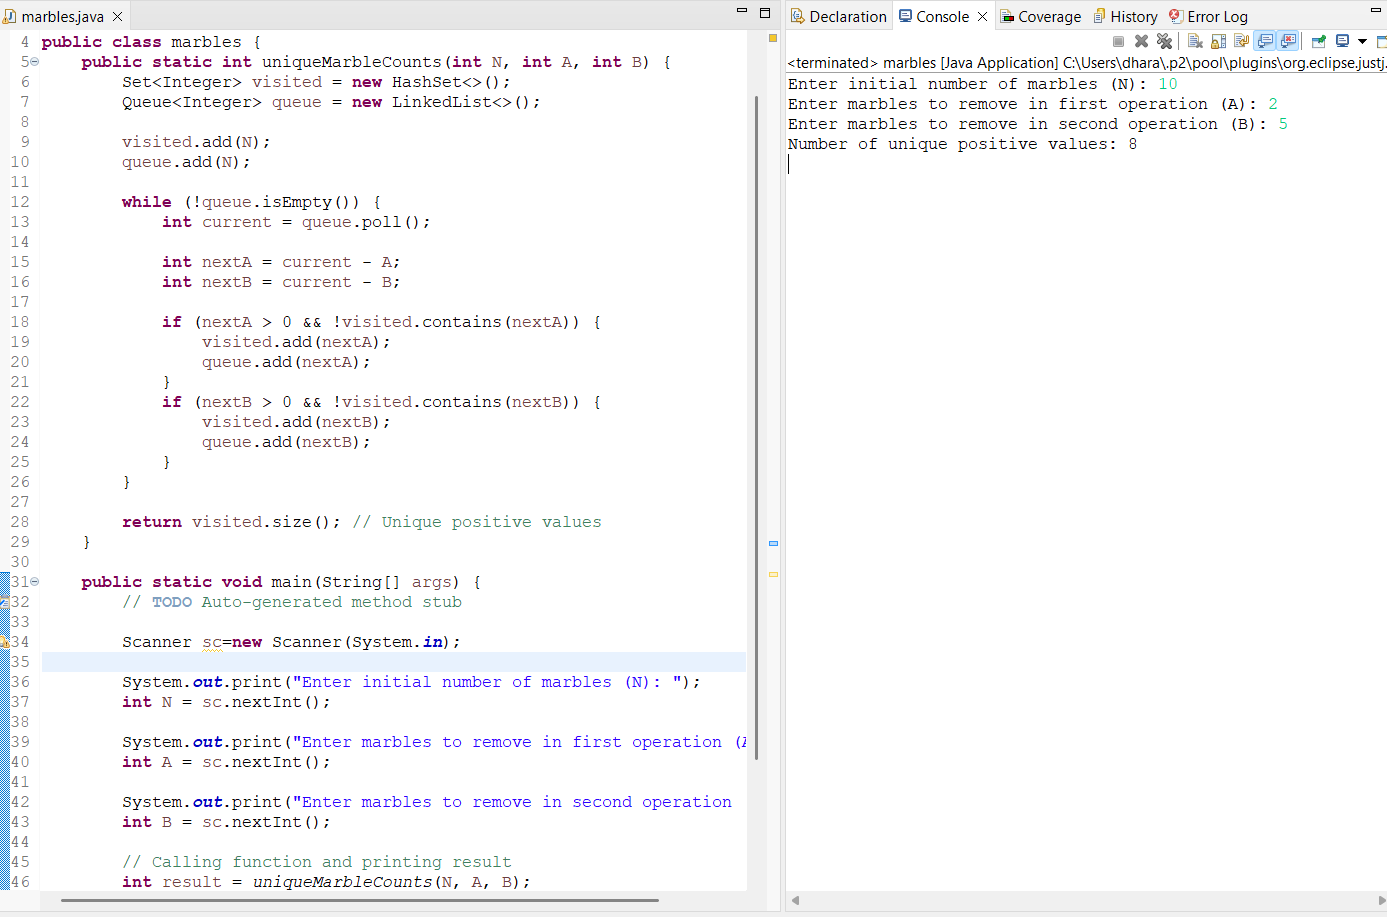 marbles.java
4 public class marbles {
5 public static int uniqueMarbleCounts(int N, int A, int B) {
6 Set<Integer> visited = new HashSet<>();
7 Queue<Integer> queue = new LinkedList<>();
8
9 visited.add(N);
10 queue.add(N);
11
12 while (!queue.isEmpty()) {
13 int current = queue.poll();
14
15 int nextA = current - A;
16 int nextB = current - B;
17
18 if (nextA > 0 && !visited.contains(nextA)) {
19 visited.add(nextA);
20 queue.add(nextA);
21 }
22 if (nextB > 0 && !visited.contains(nextB)) {
23 visited.add(nextB);
24 queue.add(nextB);
25 }
26 }
27
28 return visited.size(); // Unique positive values
29 }
30
31 public static void main(String[] args) {
32 // TODO Auto-generated method stub
33
34 Scanner sc=new Scanner(System.in);
35
36 System.out.print("Enter initial number of marbles (N): ");
37 int N = sc.nextInt();
38
39 System.out.print("Enter marbles to remove in first operation (
40 int A = sc.nextInt();
41
42 System.out.print("Enter marbles to remove in second operation
43 int B = sc.nextInt();
44
45 // Calling function and printing result
46 int result = uniqueMarbleCounts(N, A, B);
Declaration Console Coverage History Error Log
<terminated> marbles [Java Application] C:\Users\dhara\.p2\pool\plugins\org.eclipse.justj.
Enter initial number of marbles (N): 10
Enter marbles to remove in first operation (A): 2
Enter marbles to remove in second operation (B): 5
Number of unique positive values: 8